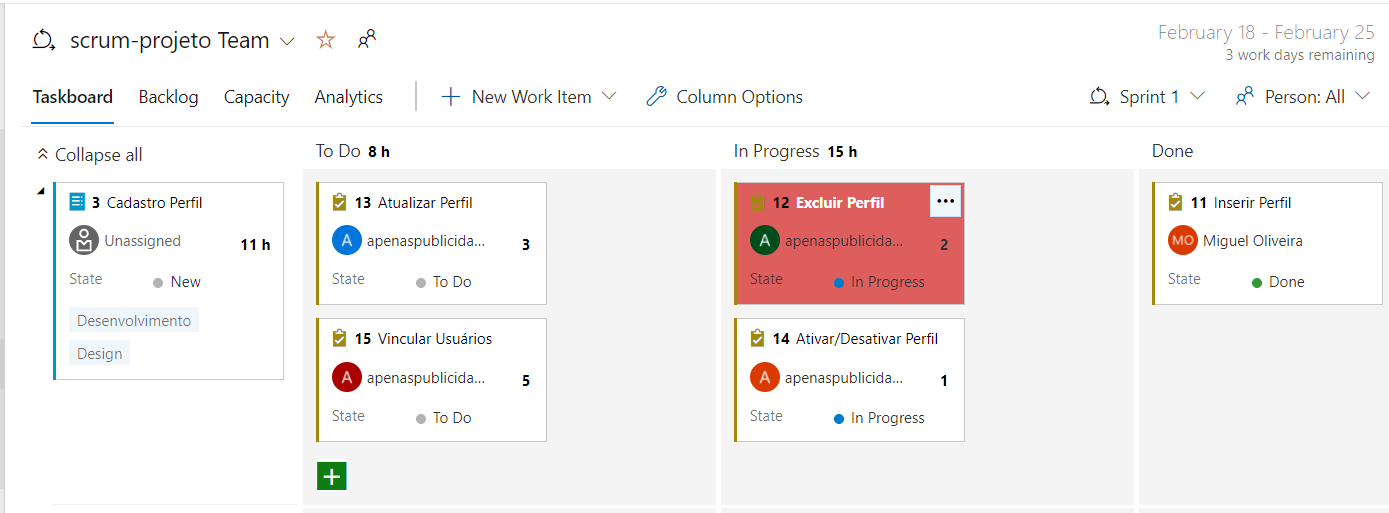 scrum-projeto Team
February 18 - February 25
3 work days remaining
Taskboard Backlog Capacity Analytics New Work Item Column Options Sprint 1 Person: All
Collapse all
To Do 8 h
In Progress 15 h
Done
3 Cadastro Perfil
Unassigned
11 h
State New
Desenvolvimento
Design
13 Atualizar Perfil
A apenaspublicida... 3
State To Do
15 Vincular Usuários
A apenaspublicida... 5
State To Do
12 Excluir Perfil
A apenaspublicida... 2
State In Progress
14 Ativar/Desativar Perfil
A apenaspublicida... 1
State In Progress
11 Inserir Perfil
MO Miguel Oliveira
State Done